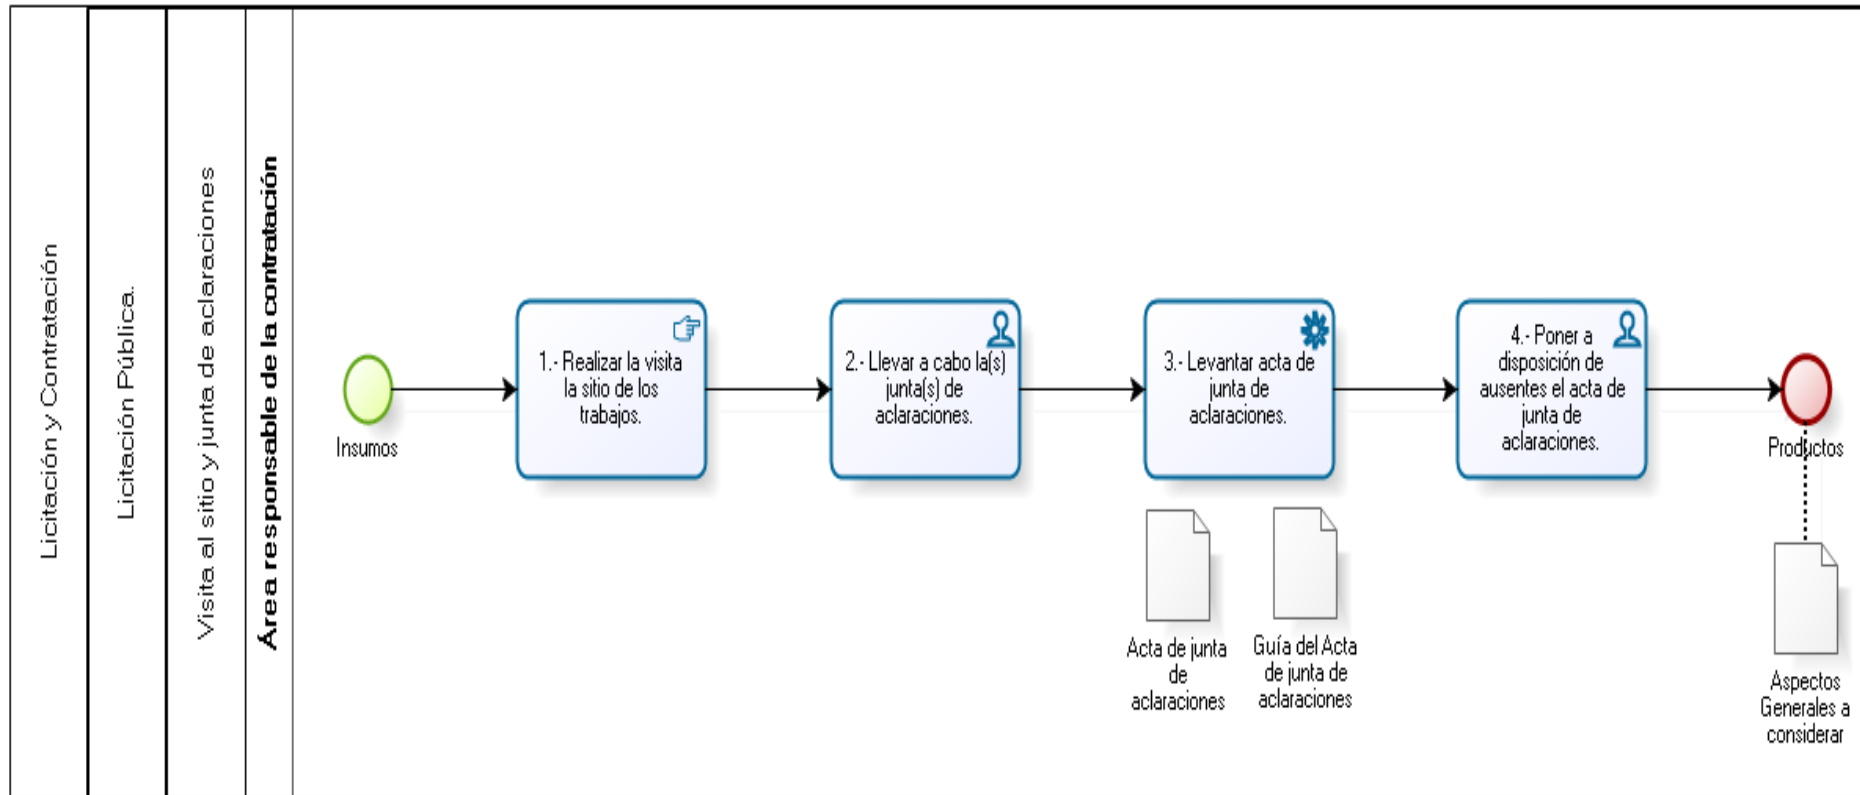 Licitación y Contratación
Licitación Pública.
Visita al sitio y junta de aclaraciones
Área responsable de la contratación
Insumos
1.- Realizar la visita
la sitio de los
trabajos.
2.- Llevar a cabo la(s)
junta(s) de
aclaraciones.
3.- Levantar acta de
junta de
aclaraciones.
4.- Poner a
disposición de
ausentes el acta de
junta de
aclaraciones.
Productos
Acta de junta
de
aclaraciones
Guía del Acta
de junta de
aclaraciones
Aspectos
Generales a
considerar